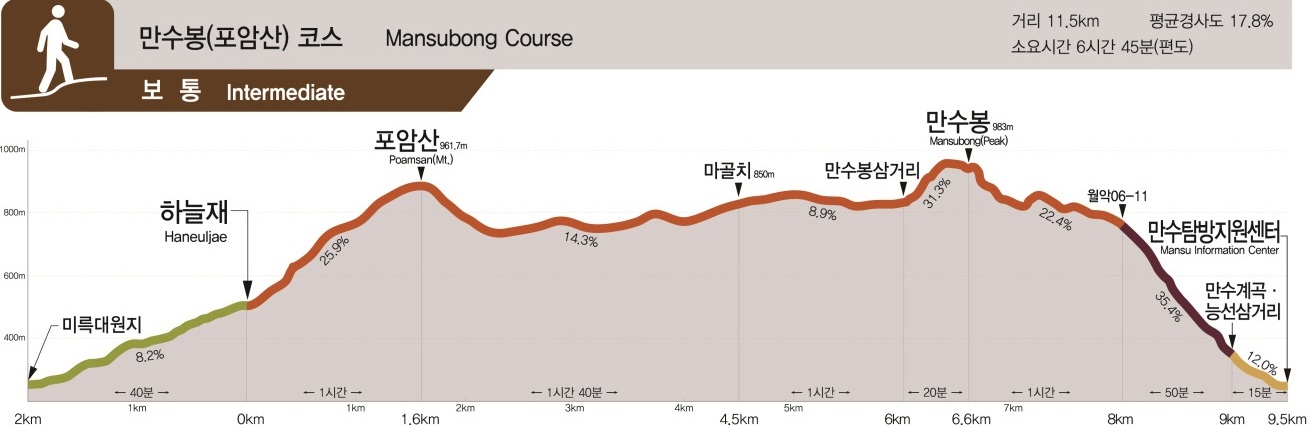 만수봉(포암산) 코스 Mansubong Course
거리 11.5km 평균경사도 17.8%
소요시간 6시간 45분(편도)
보 통 Intermediate
만수봉 983m
Mansubong(Peak)
포암산 961.7m
Poamsan(Mt.)
1000m
마골치 850m
만수봉삼거리
31.3%
월악06-11
하늘재
Haneuljae
800m
8.9%
22.4%
만수탐방지원센터
Mansu Information Center
25.9%
14.3%
600m
만수계곡·
능선삼거리
35.4%
미륵대원지
400m
8.2%
12.0%
← 40분 →
← 1시간 →
← 1시간 40분 →
← 1시간 →
← 20분 →
← 1시간 →
← 50분 →
← 15분 →
1km 1km 2km 3km 4km 5km 7km
2km 0km 1.6km 4.5km 6km 6.6km 8km 9km 9.5km